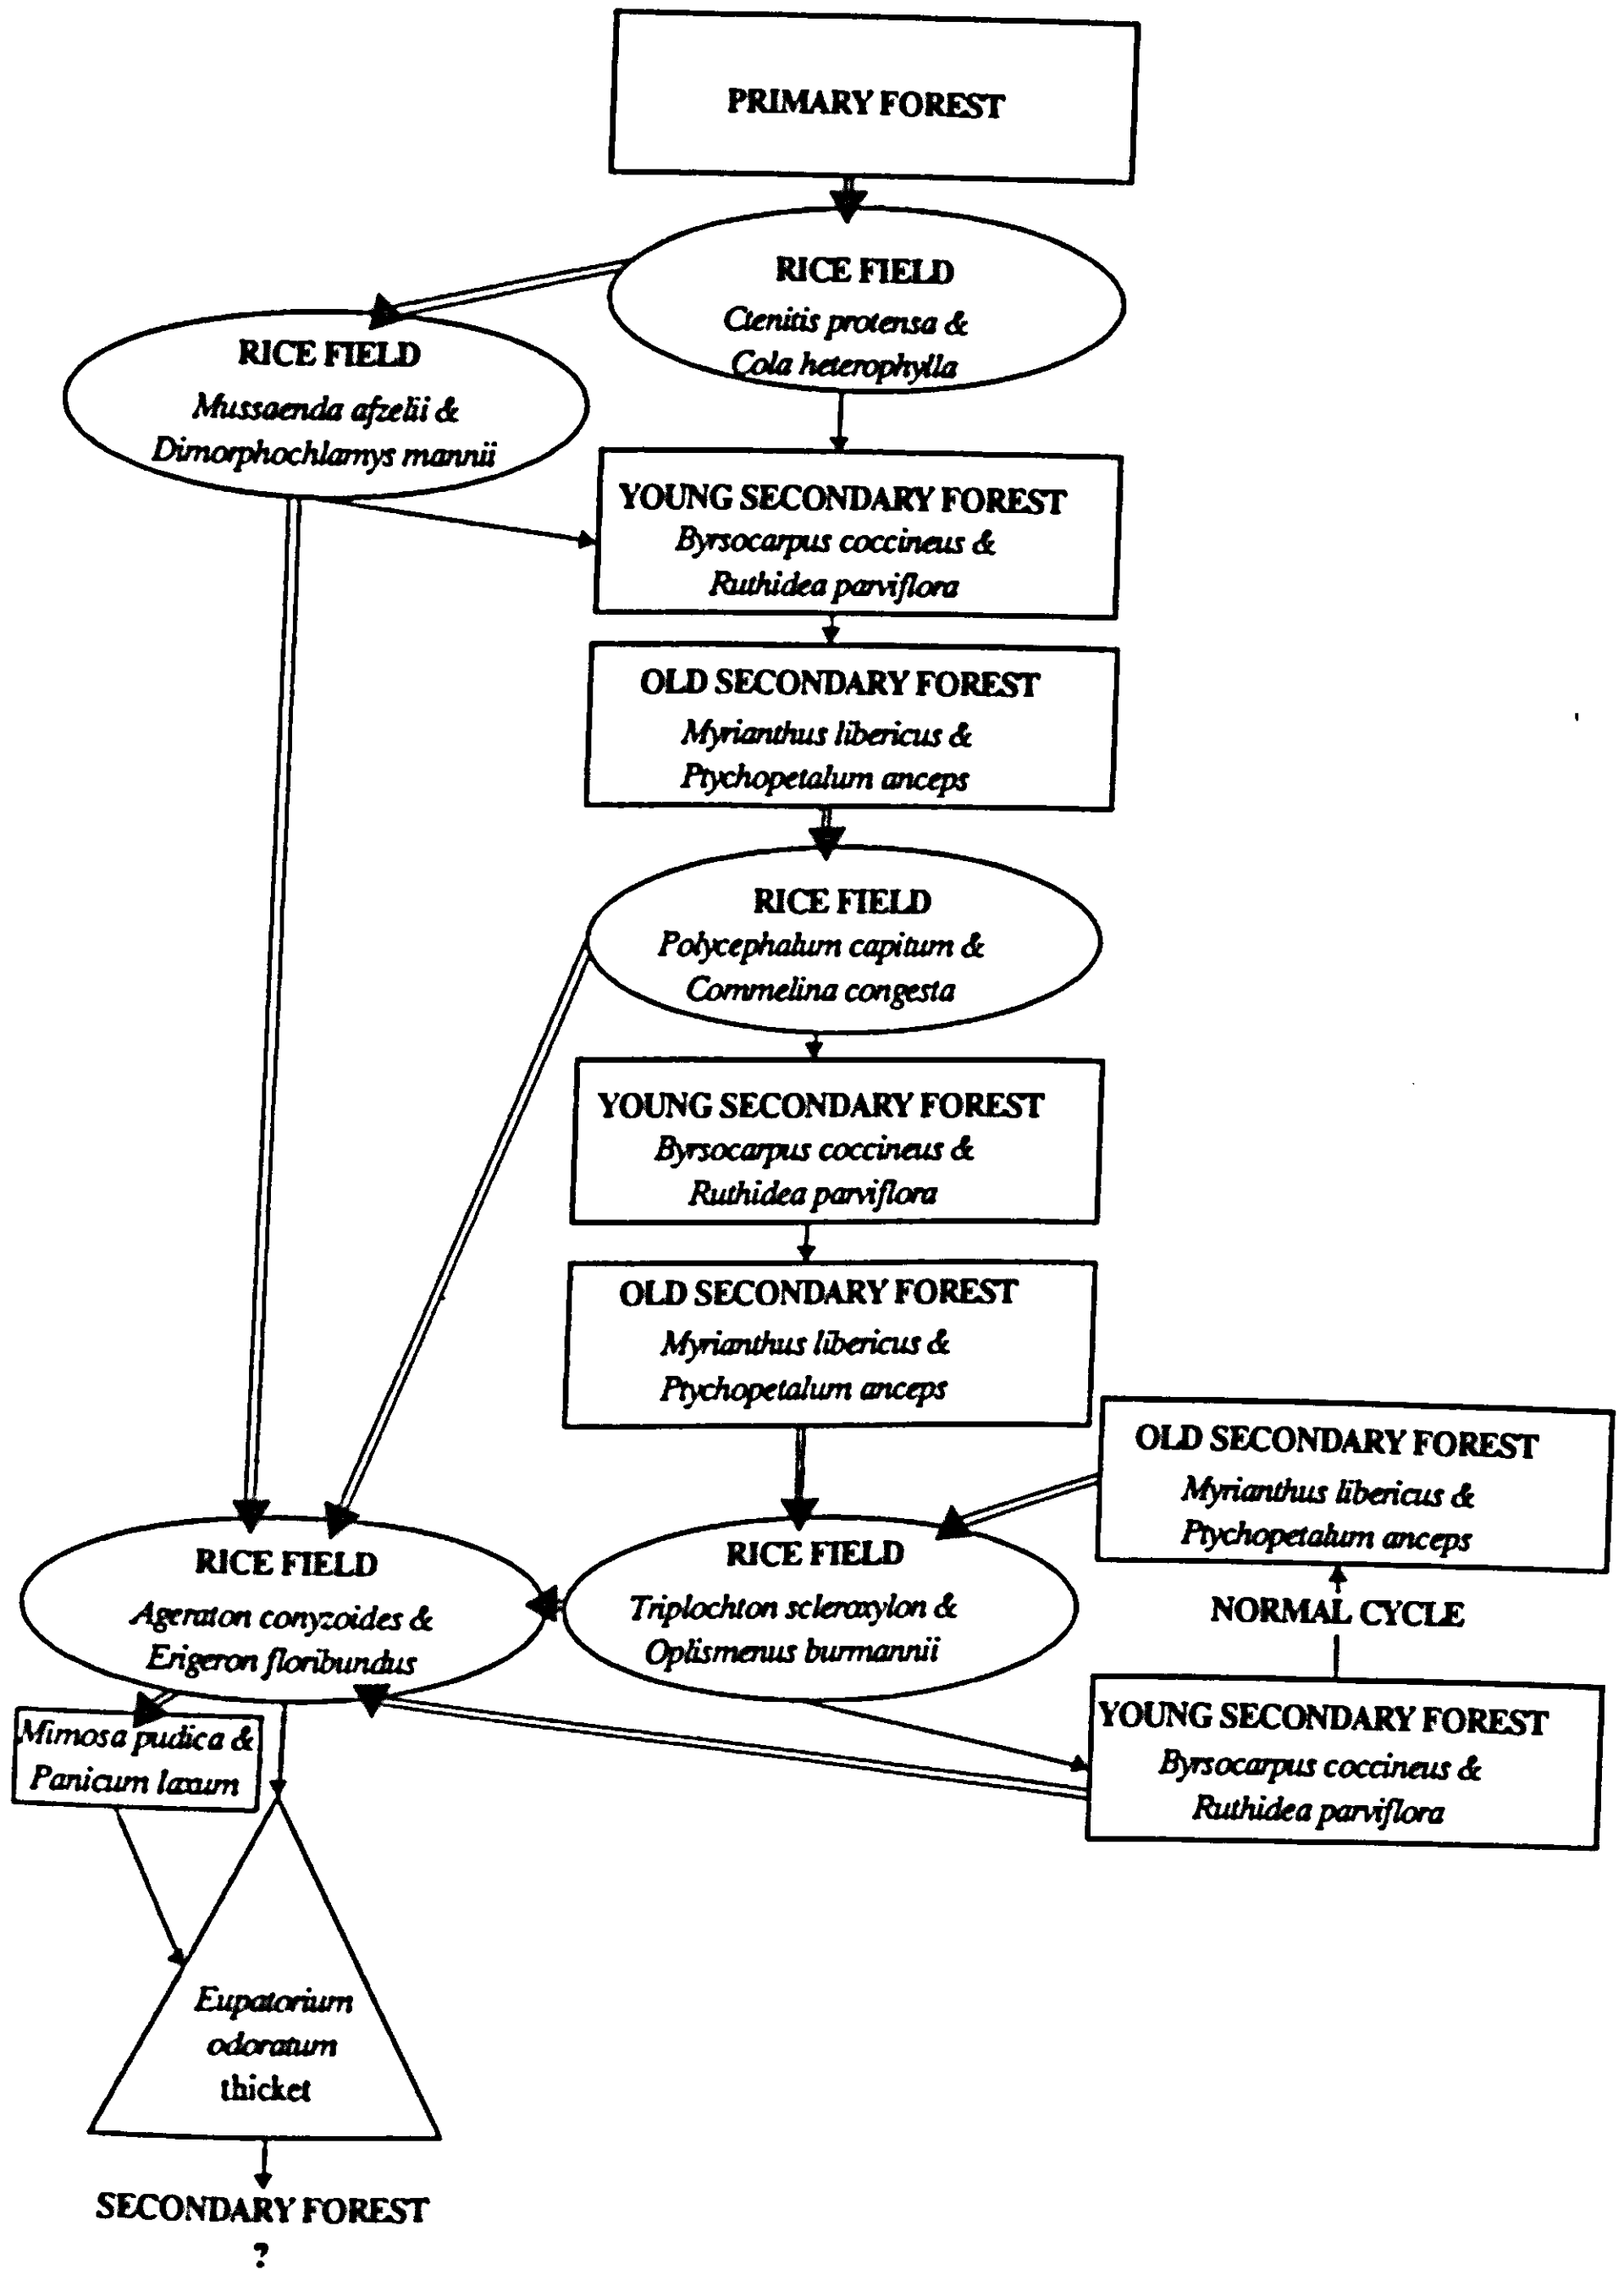 PRIMARY FOREST
RICE FIELD
Ctenitis protensa &
Cola heterophylla
RICE FIELD
Mussaenda afzelii &
Dimorphochlamys mannii
YOUNG SECONDARY FOREST
Byrsocarpus coccineus &
Ruthidea parviflora
OLD SECONDARY FOREST
Myrianthus libericus &
Ptychopetalum anceps
RICE FIELD
Polycephalum capitum &
Commelina congesta
YOUNG SECONDARY FOREST
Byrsocarpus coccineus &
Ruthidea parviflora
OLD SECONDARY FOREST
Myrianthus libericus &
Ptychopetalum anceps
OLD SECONDARY FOREST
Myrianthus libericus &
Ptychopetalum anceps
RICE FIELD
Ageraton conyzoides &
Erigeron floribundus
RICE FIELD
Triplochton scleroxylon &
Oplismenus burmannii
NORMAL CYCLE
YOUNG SECONDARY FOREST
Byrsocarpus coccineus &
Ruthidea parviflora
Mimosa pudica &
Panicum laxum
Eupatorium
odoratum
thicket
SECONDARY FOREST
?